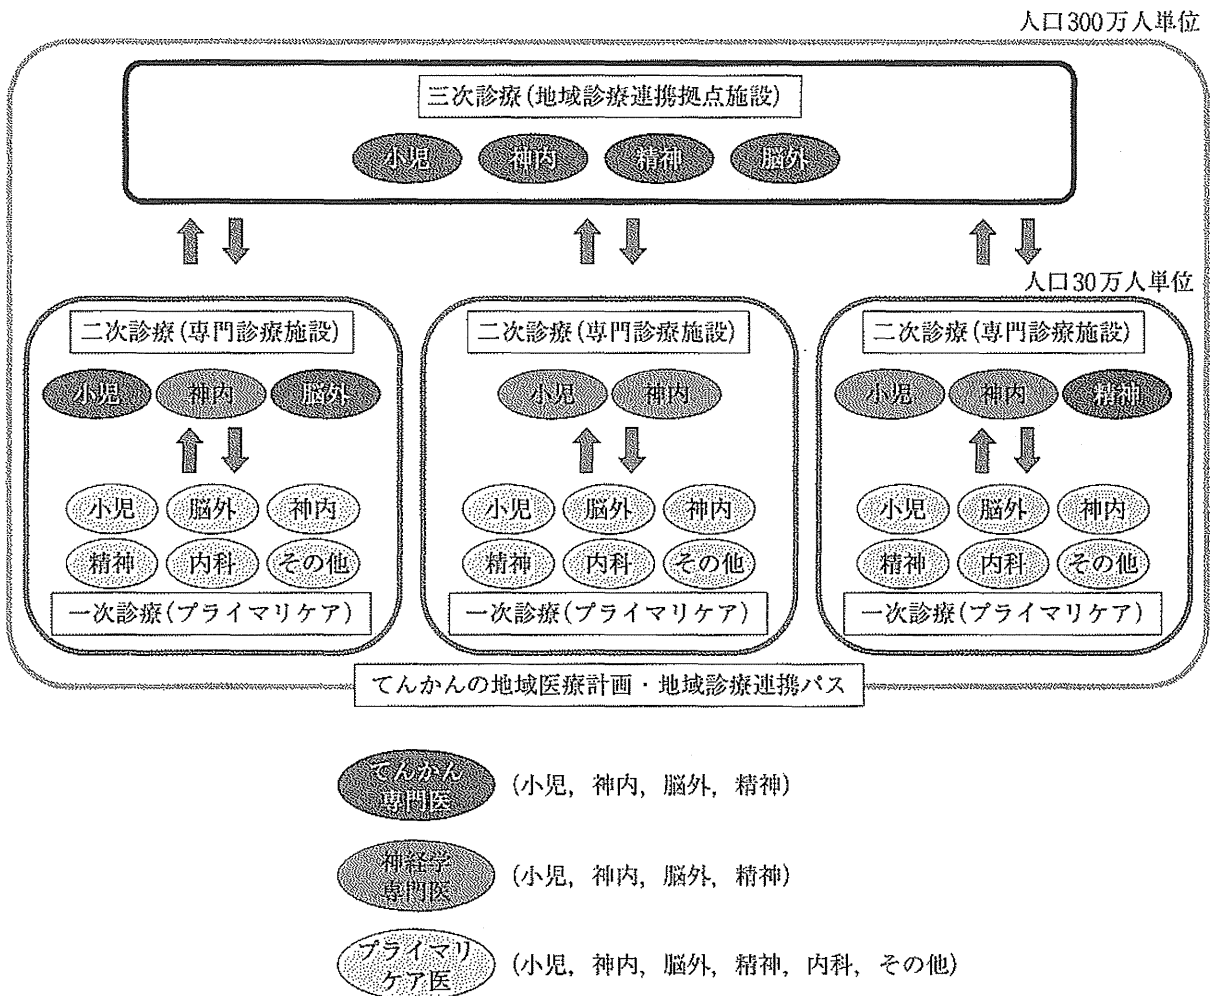 人口300万人単位
三次診療(地域診療連携拠点施設)
小児 神内 精神 脳外
人口30万人単位
二次診療(専門診療施設)
小児 神内 脳外
小児 脳外 神内
精神 内科 その他
一次診療(プライマリケア)
二次診療(専門診療施設)
小児 神内
小児 脳外 神内
精神 内科 その他
一次診療(プライマリケア)
二次診療(専門診療施設)
小児 神内 精神
小児 脳外 神内
精神 内科 その他
一次診療(プライマリケア)
てんかんの地域医療計画・地域診療連携パス
てんかん
専門医
(小児, 神内, 脳外, 精神)
神経学
専門医
(小児, 神内, 脳外, 精神)
プライマリ
ケア医
(小児, 神内, 脳外, 精神, 内科, その他)